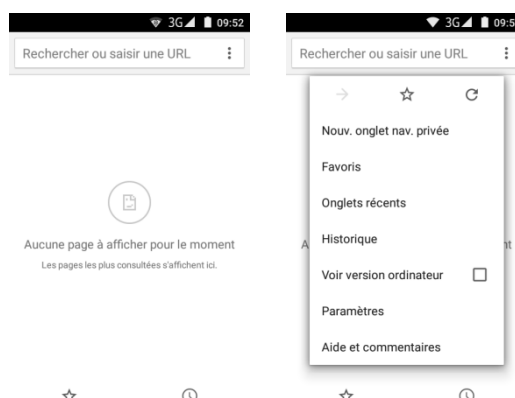 3G 09:52
Rechercher ou saisir une URL
Aucune page à afficher pour le moment
Les pages les plus consultées s'affichent ici.
3G 09:5
Rechercher ou saisir une URL
Nouv. onglet nav. privée
Favoris
Onglets récents
Historique
Voir version ordinateur
Paramètres
Aide et commentaires